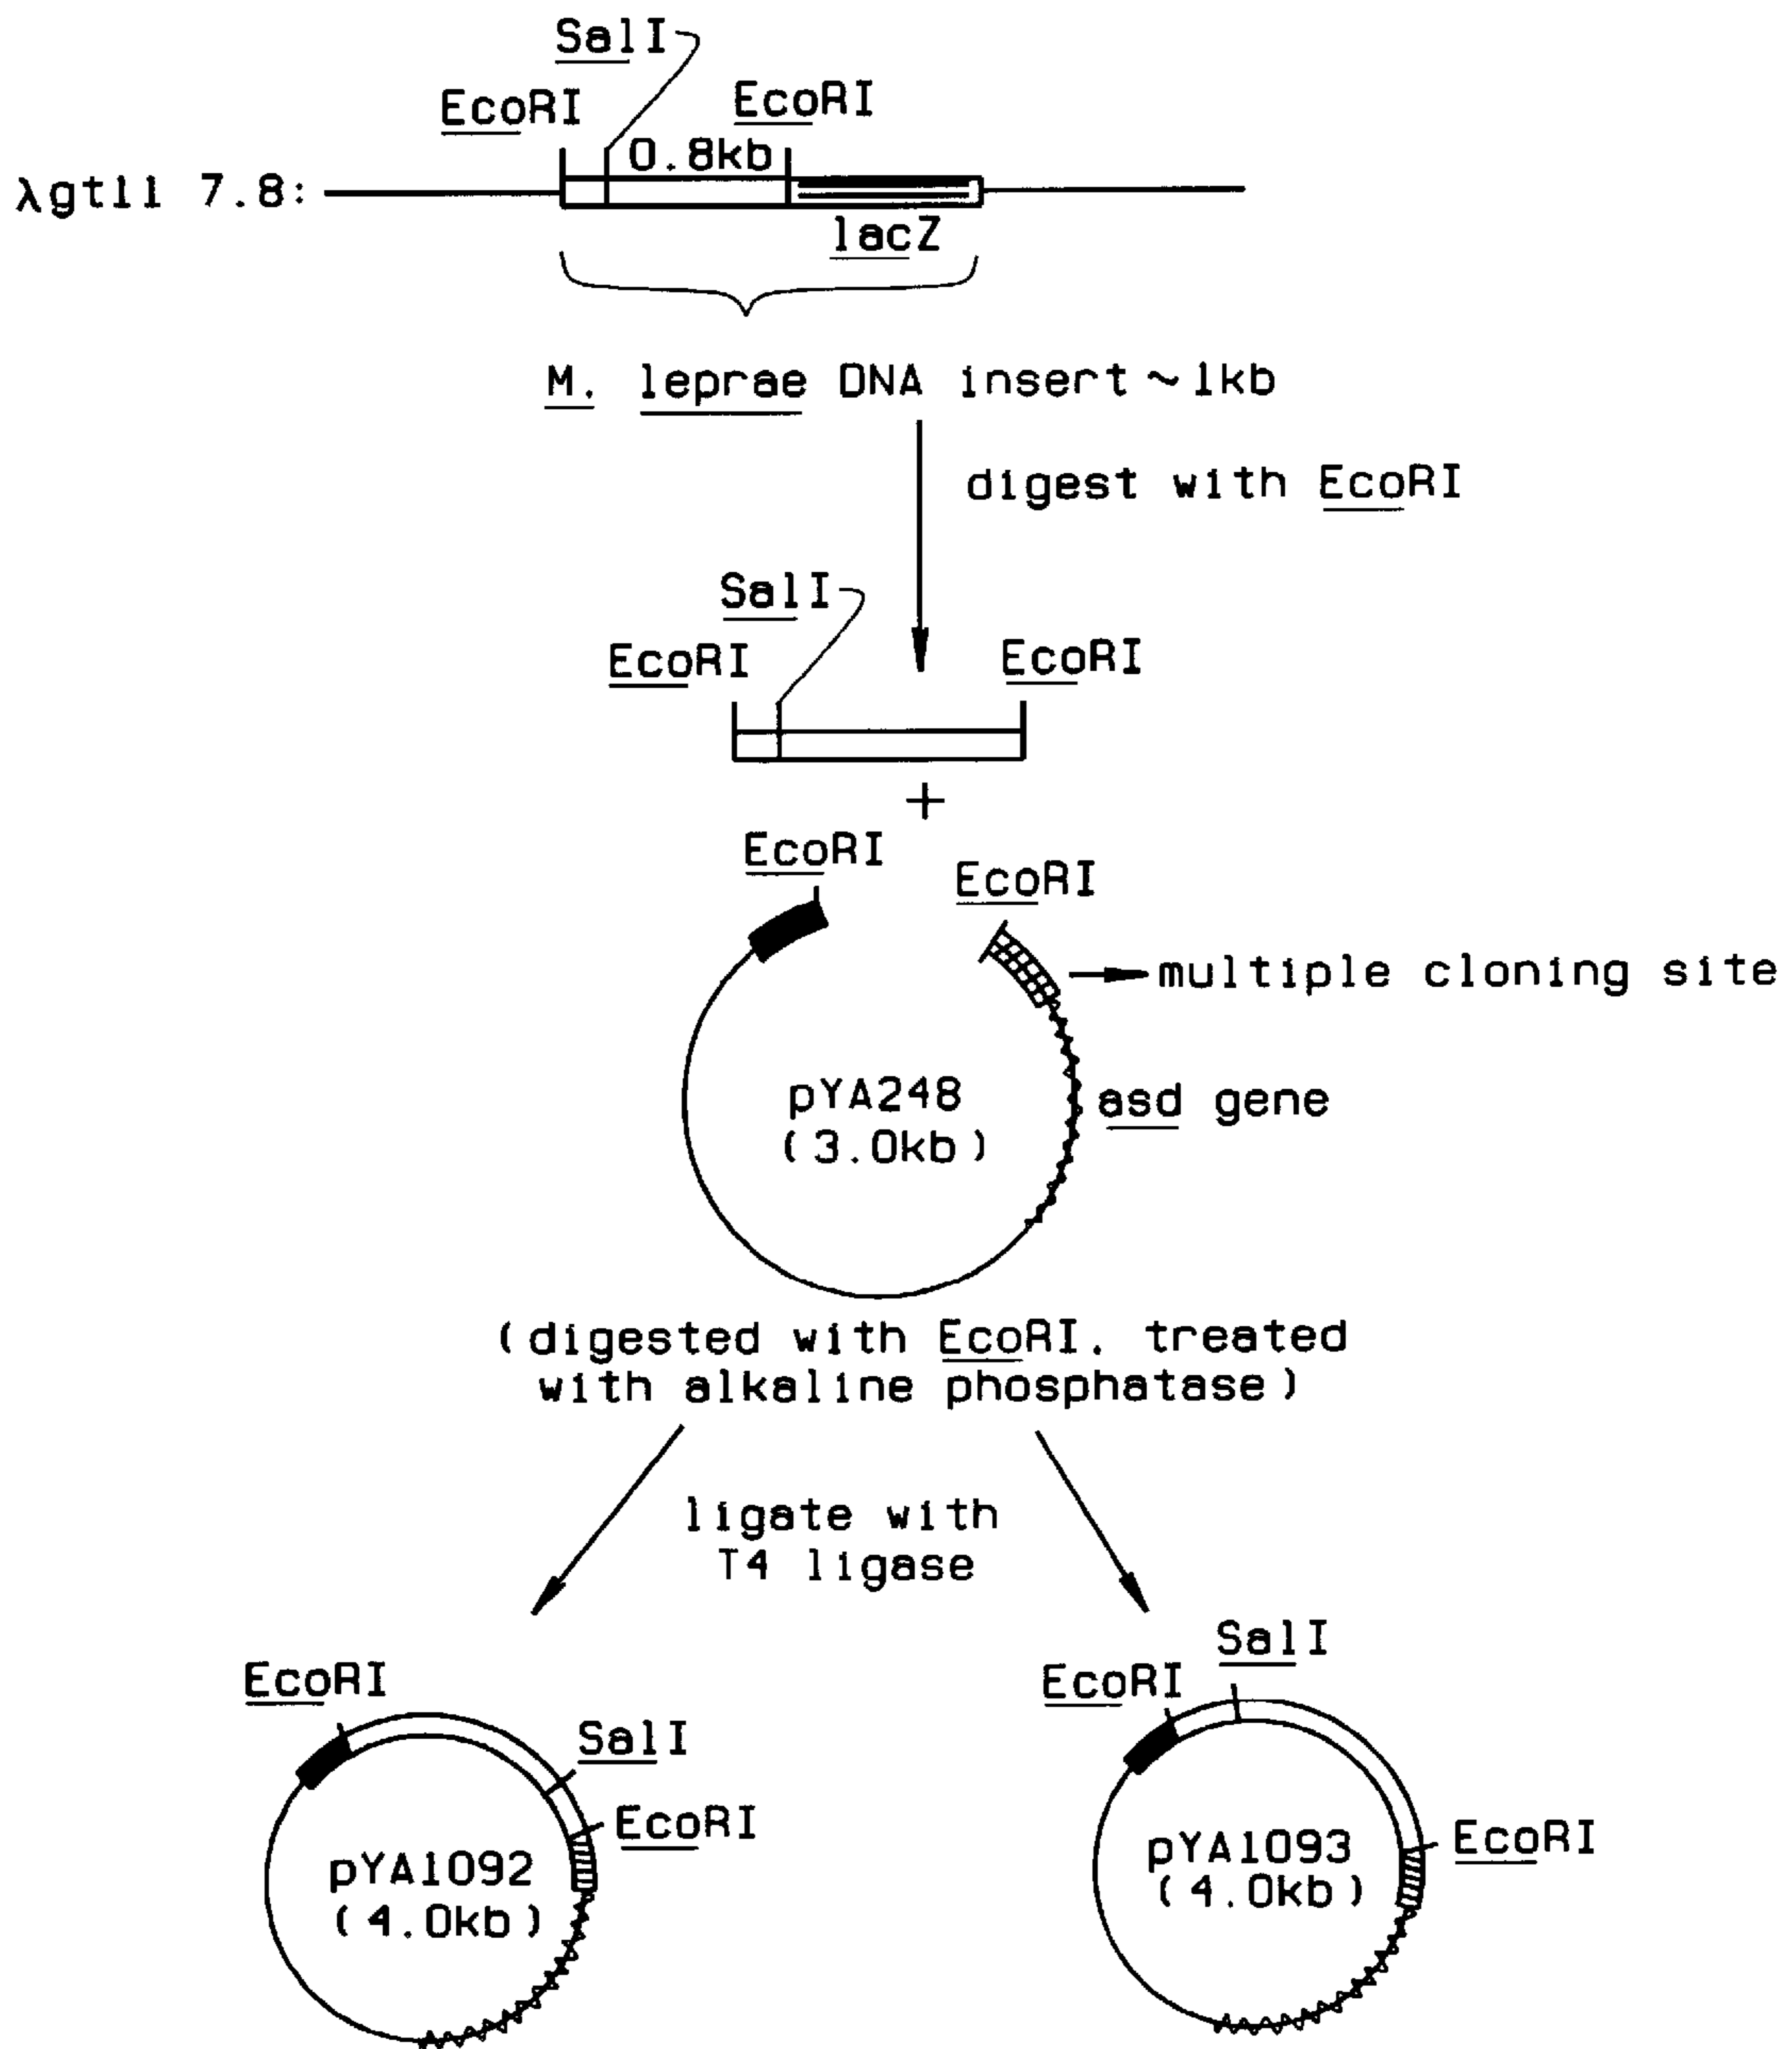 SalI
EcoRI
EcoRI
0.8kb
λgt11 7.8:
lacZ
M. leprae DNA insert ~1kb
digest with EcoRI
SalI
EcoRI
EcoRI
+
EcoRI
EcoRI
multiple cloning site
pYA248
(3.0kb)
asd gene
(digested with EcoRI, treated
with alkaline phosphatase)
ligate with
T4 ligase
EcoRI
SalI
EcoRI
pYA1092
(4.0kb)
SalI
EcoRI
EcoRI
pYA1093
(4.0kb)